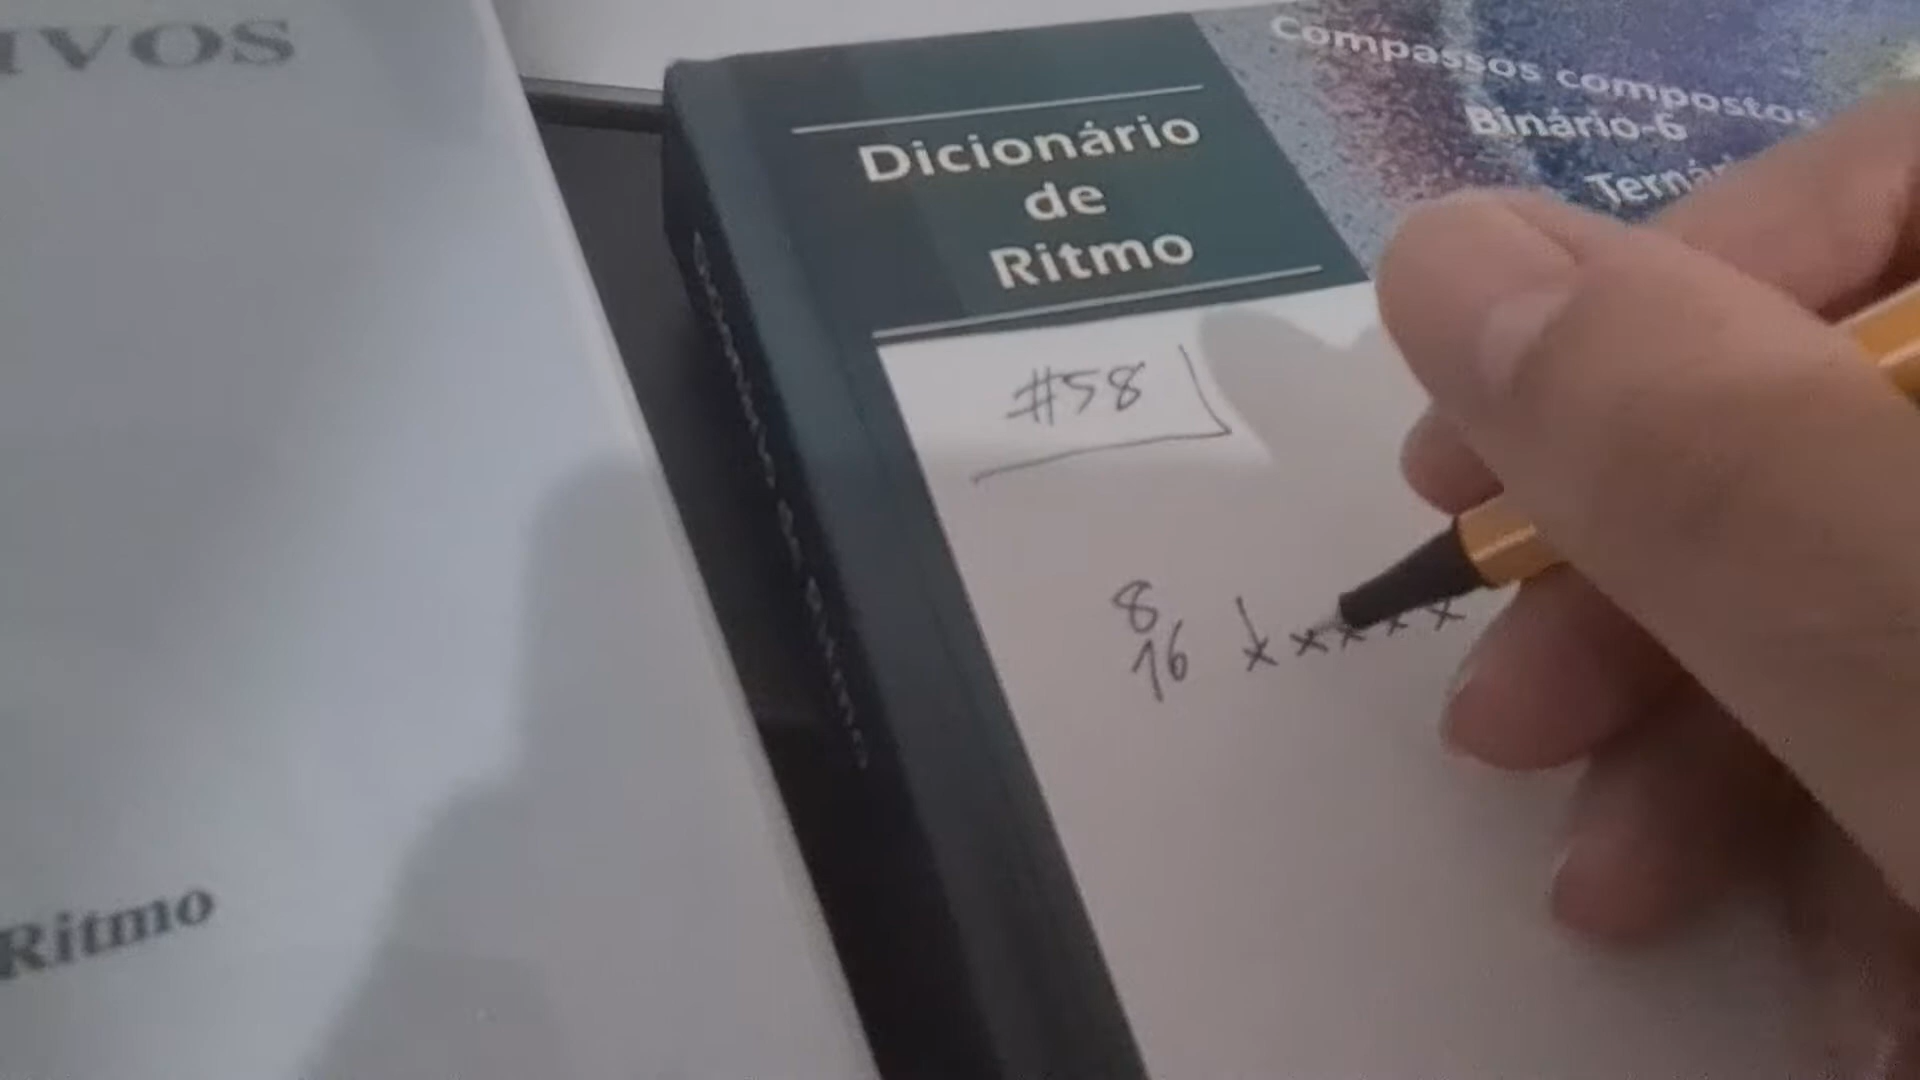 IVOS
Ritmo
Dicionário
de
Ritmo
Compassos compostos
Binário-6
#58
8
16 x x x x x